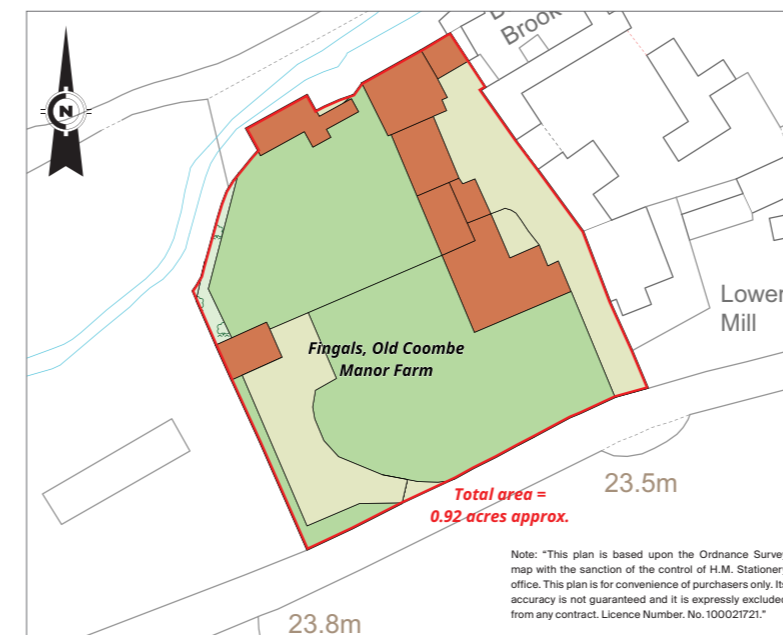 Brook
N
Lower
Mill
Fingals, Old Coombe
Manor Farm
Total area =
0.92 acres approx.
23.5m
Note: “This plan is based upon the Ordnance Survey
map with the sanction of the control of H.M. Stationery
office. This plan is for convenience of purchasers only. Its
accuracy is not guaranteed and it is expressly excluded
from any contract. Licence Number. No. 100021721.”
23.8m